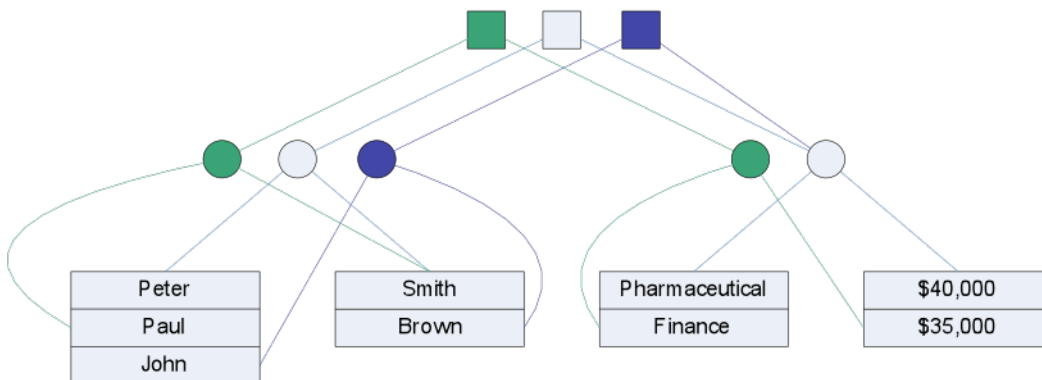 Peter
Paul
John
Smith
Brown
Pharmaceutical
Finance
$40,000
$35,000